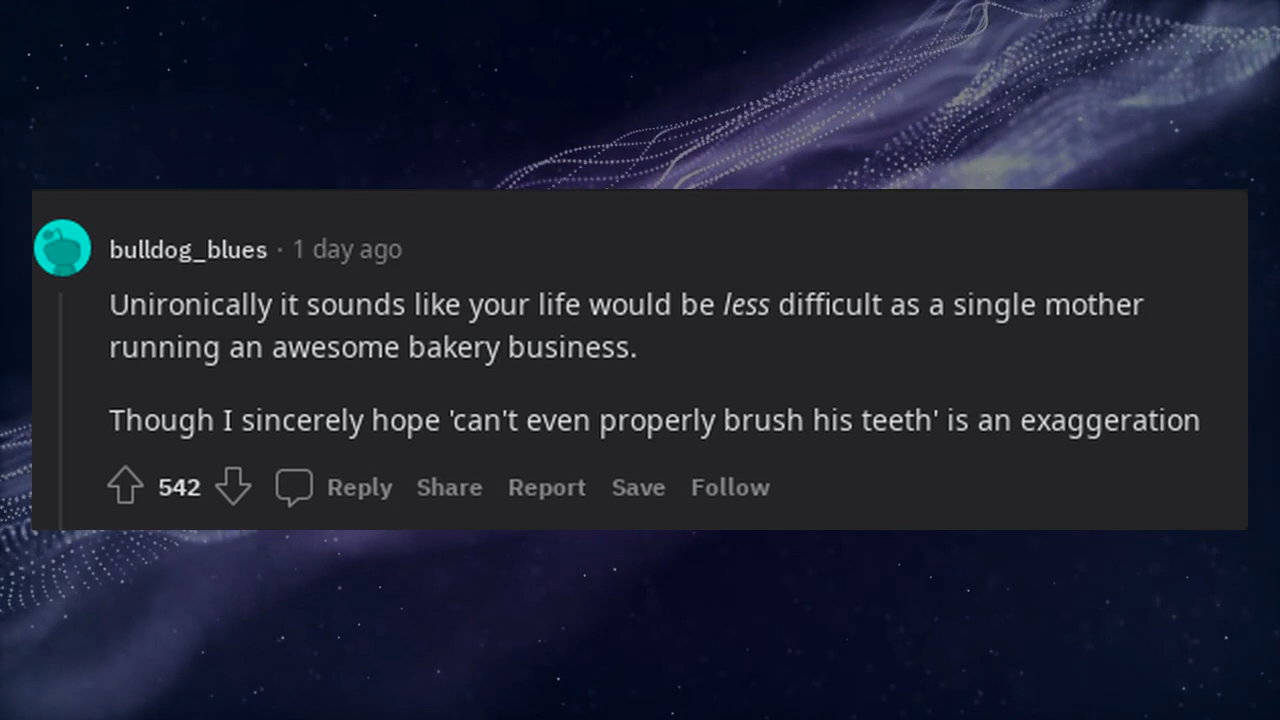 bulldog_blues · 1 day ago
Unironically it sounds like your life would be less difficult as a single mother
running an awesome bakery business.
Though I sincerely hope 'can't even properly brush his teeth' is an exaggeration
542 Reply Share Report Save Follow